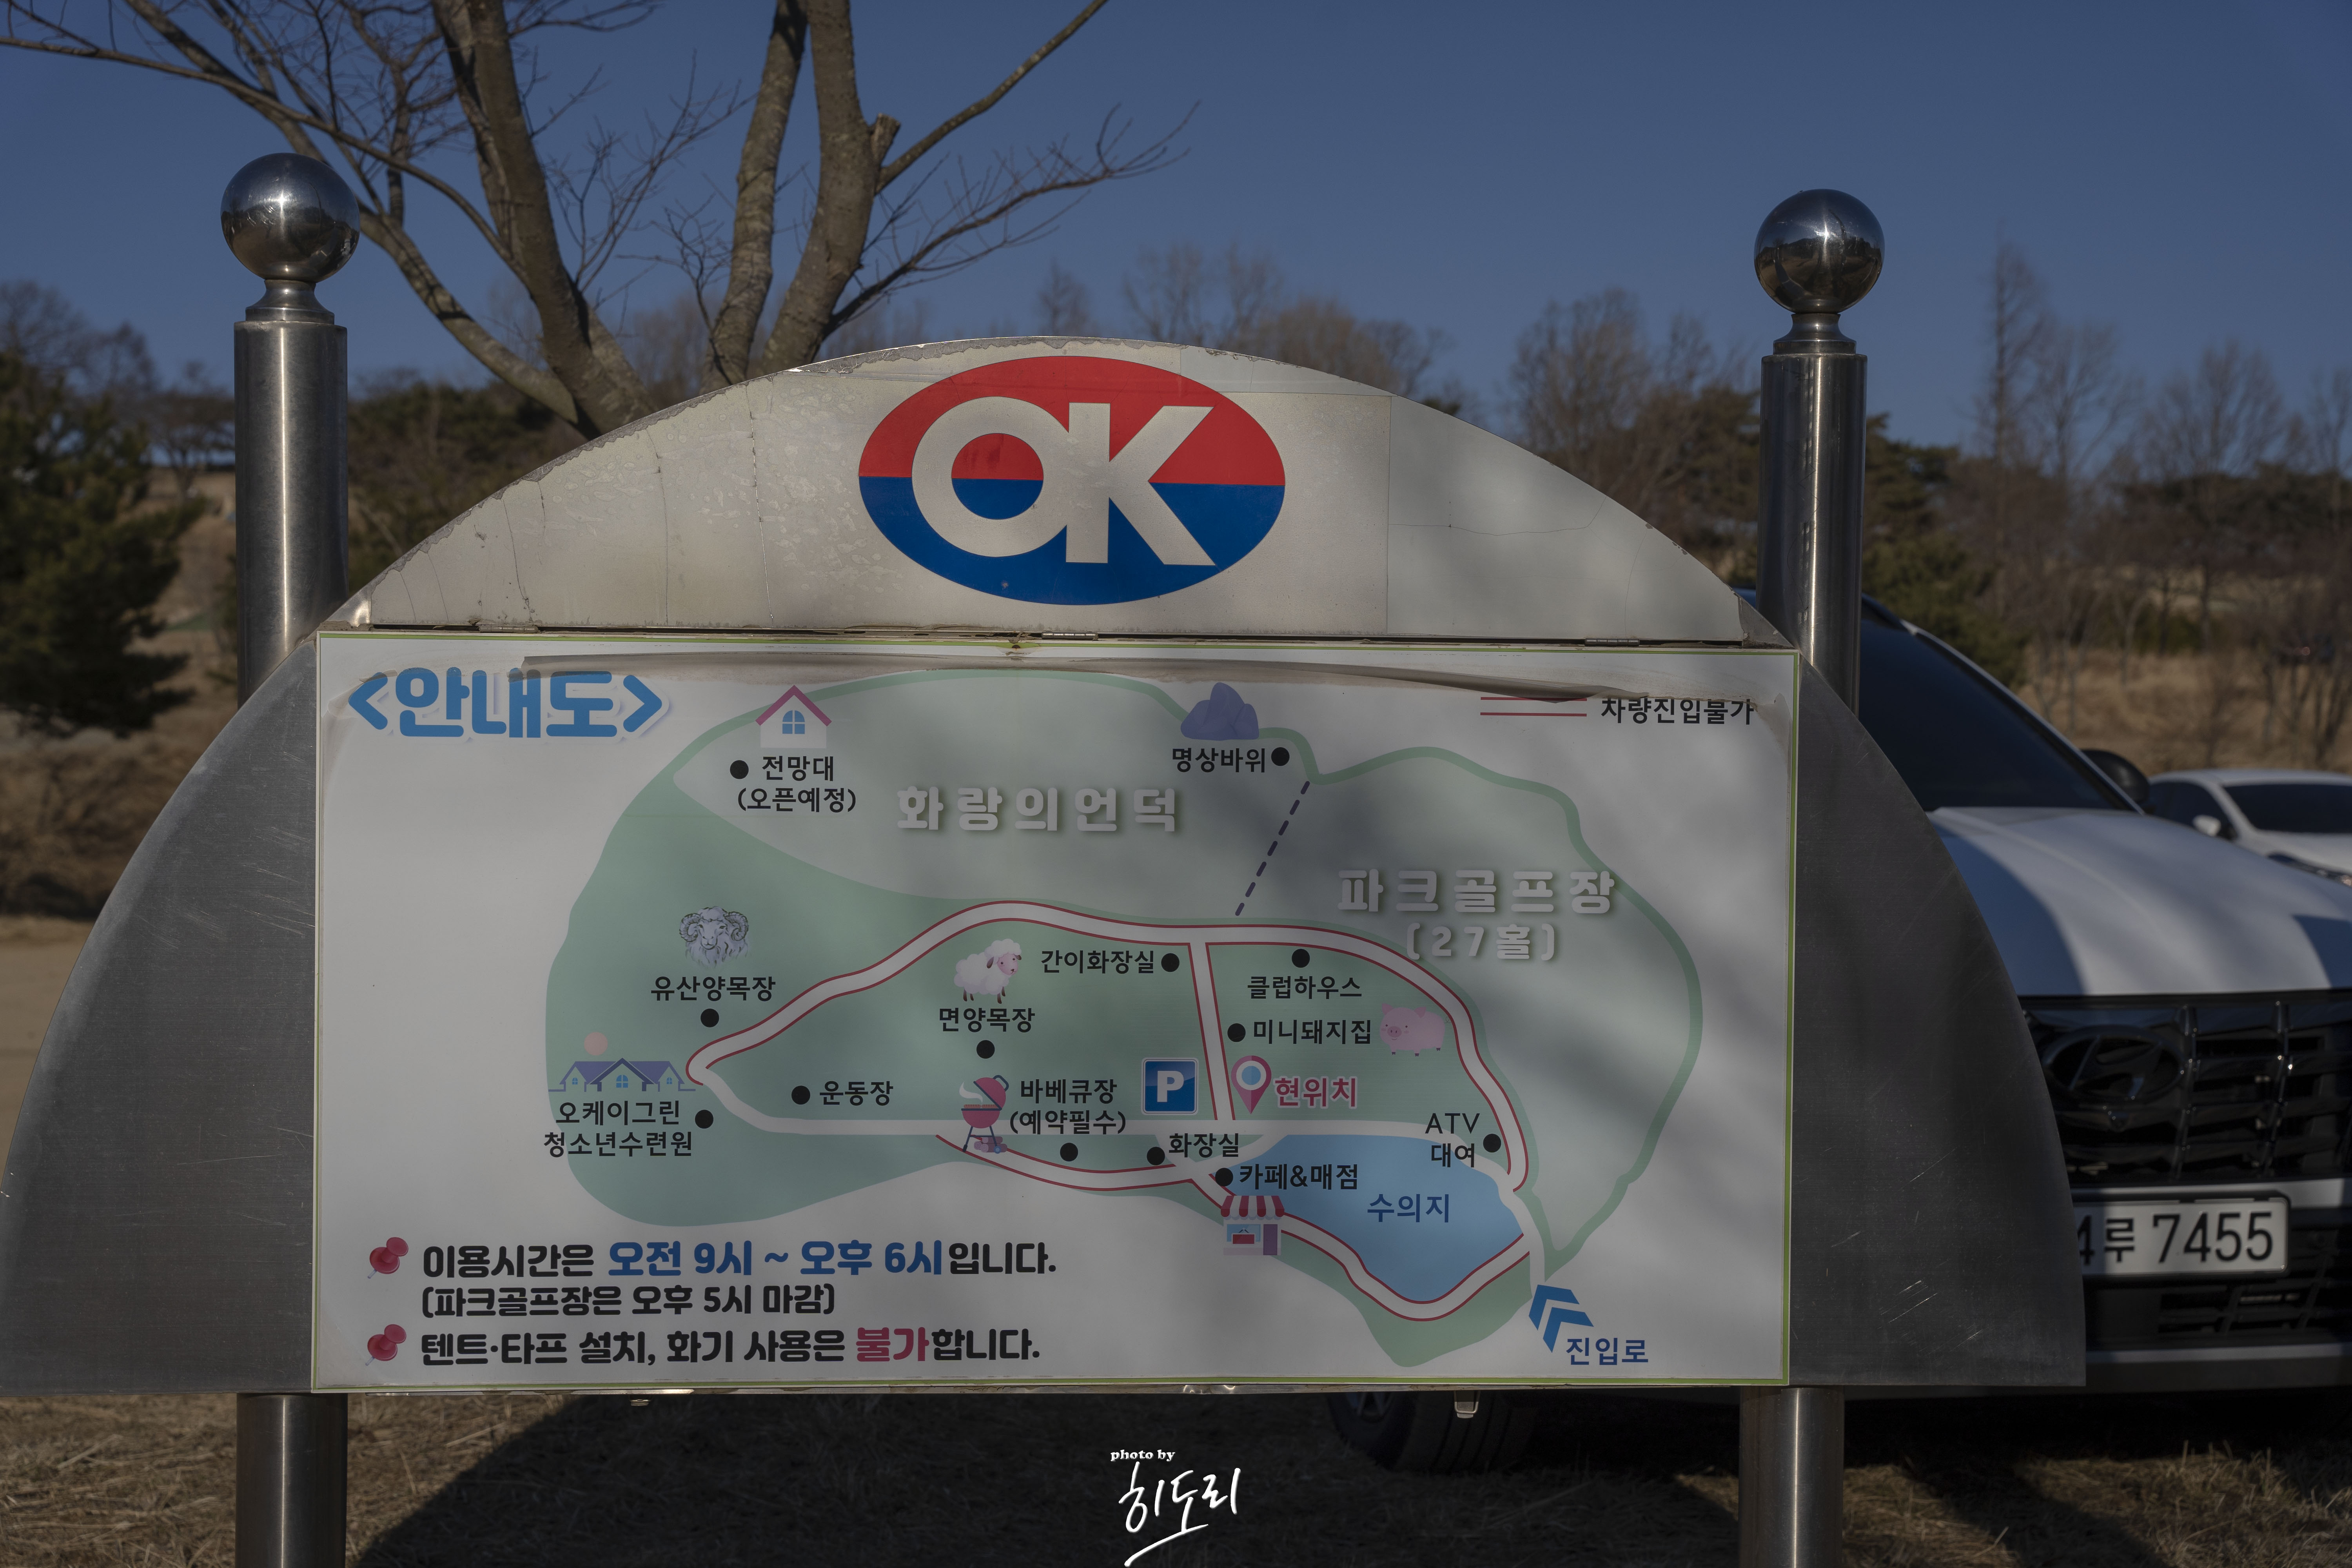 OK
<안내도>
차량진입불가
전망대
(오픈예정)
명상바위
화랑의언덕
파크골프장
(27홀)
유산양목장
면양목장
간이화장실
클럽하우스
미니돼지집
오케이그린
청소년수련원
운동장
바베큐장
(예약필수)
P
현위치
화장실
카페&매점
ATV
대여
수의지
진입로
이용시간은 오전 9시 ~ 오후 6시입니다.
(파크골프장은 오후 5시 마감)
텐트·타프 설치, 화기 사용은 불가합니다.
4루 7455
photo by
히도리